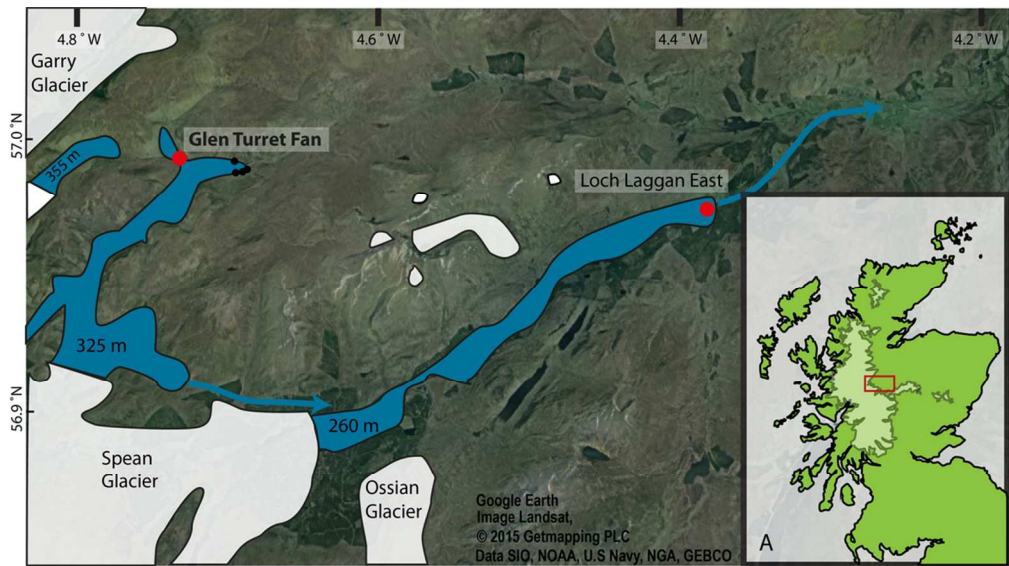 4.8°W
4.6°W
4.4°W
4.2°W
Garry
Glacier
57.0°N
355 m
Glen Turret Fan
Loch Laggan East
325 m
56.9°N
260 m
Spean
Glacier
Ossian
Glacier
Google Earth
Image Landsat,
© 2015 Getmapping PLC
Data SIO, NOAA, U.S Navy, NGA, GEBCO
A